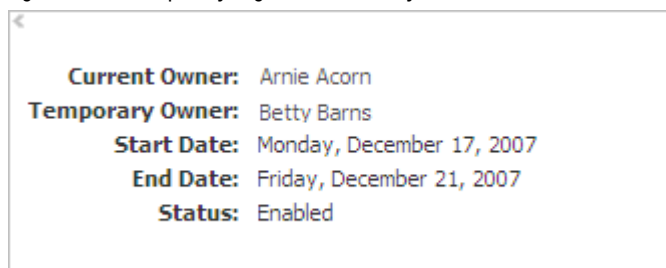 Current Owner: Arnie Acorn
Temporary Owner: Betty Barns
Start Date: Monday, December 17, 2007
End Date: Friday, December 21, 2007
Status: Enabled